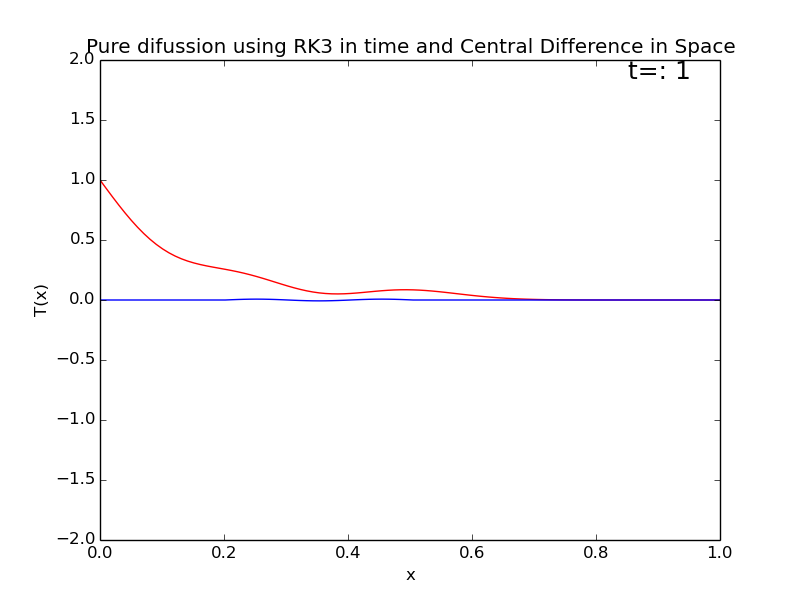 Pure difussion using RK3 in time and Central Difference in Space
t=: 1
2.0
1.5
1.0
0.5
0.0
−0.5
−1.0
−1.5
−2.0
T(x)
0.0 0.2 0.4 0.6 0.8 1.0
x